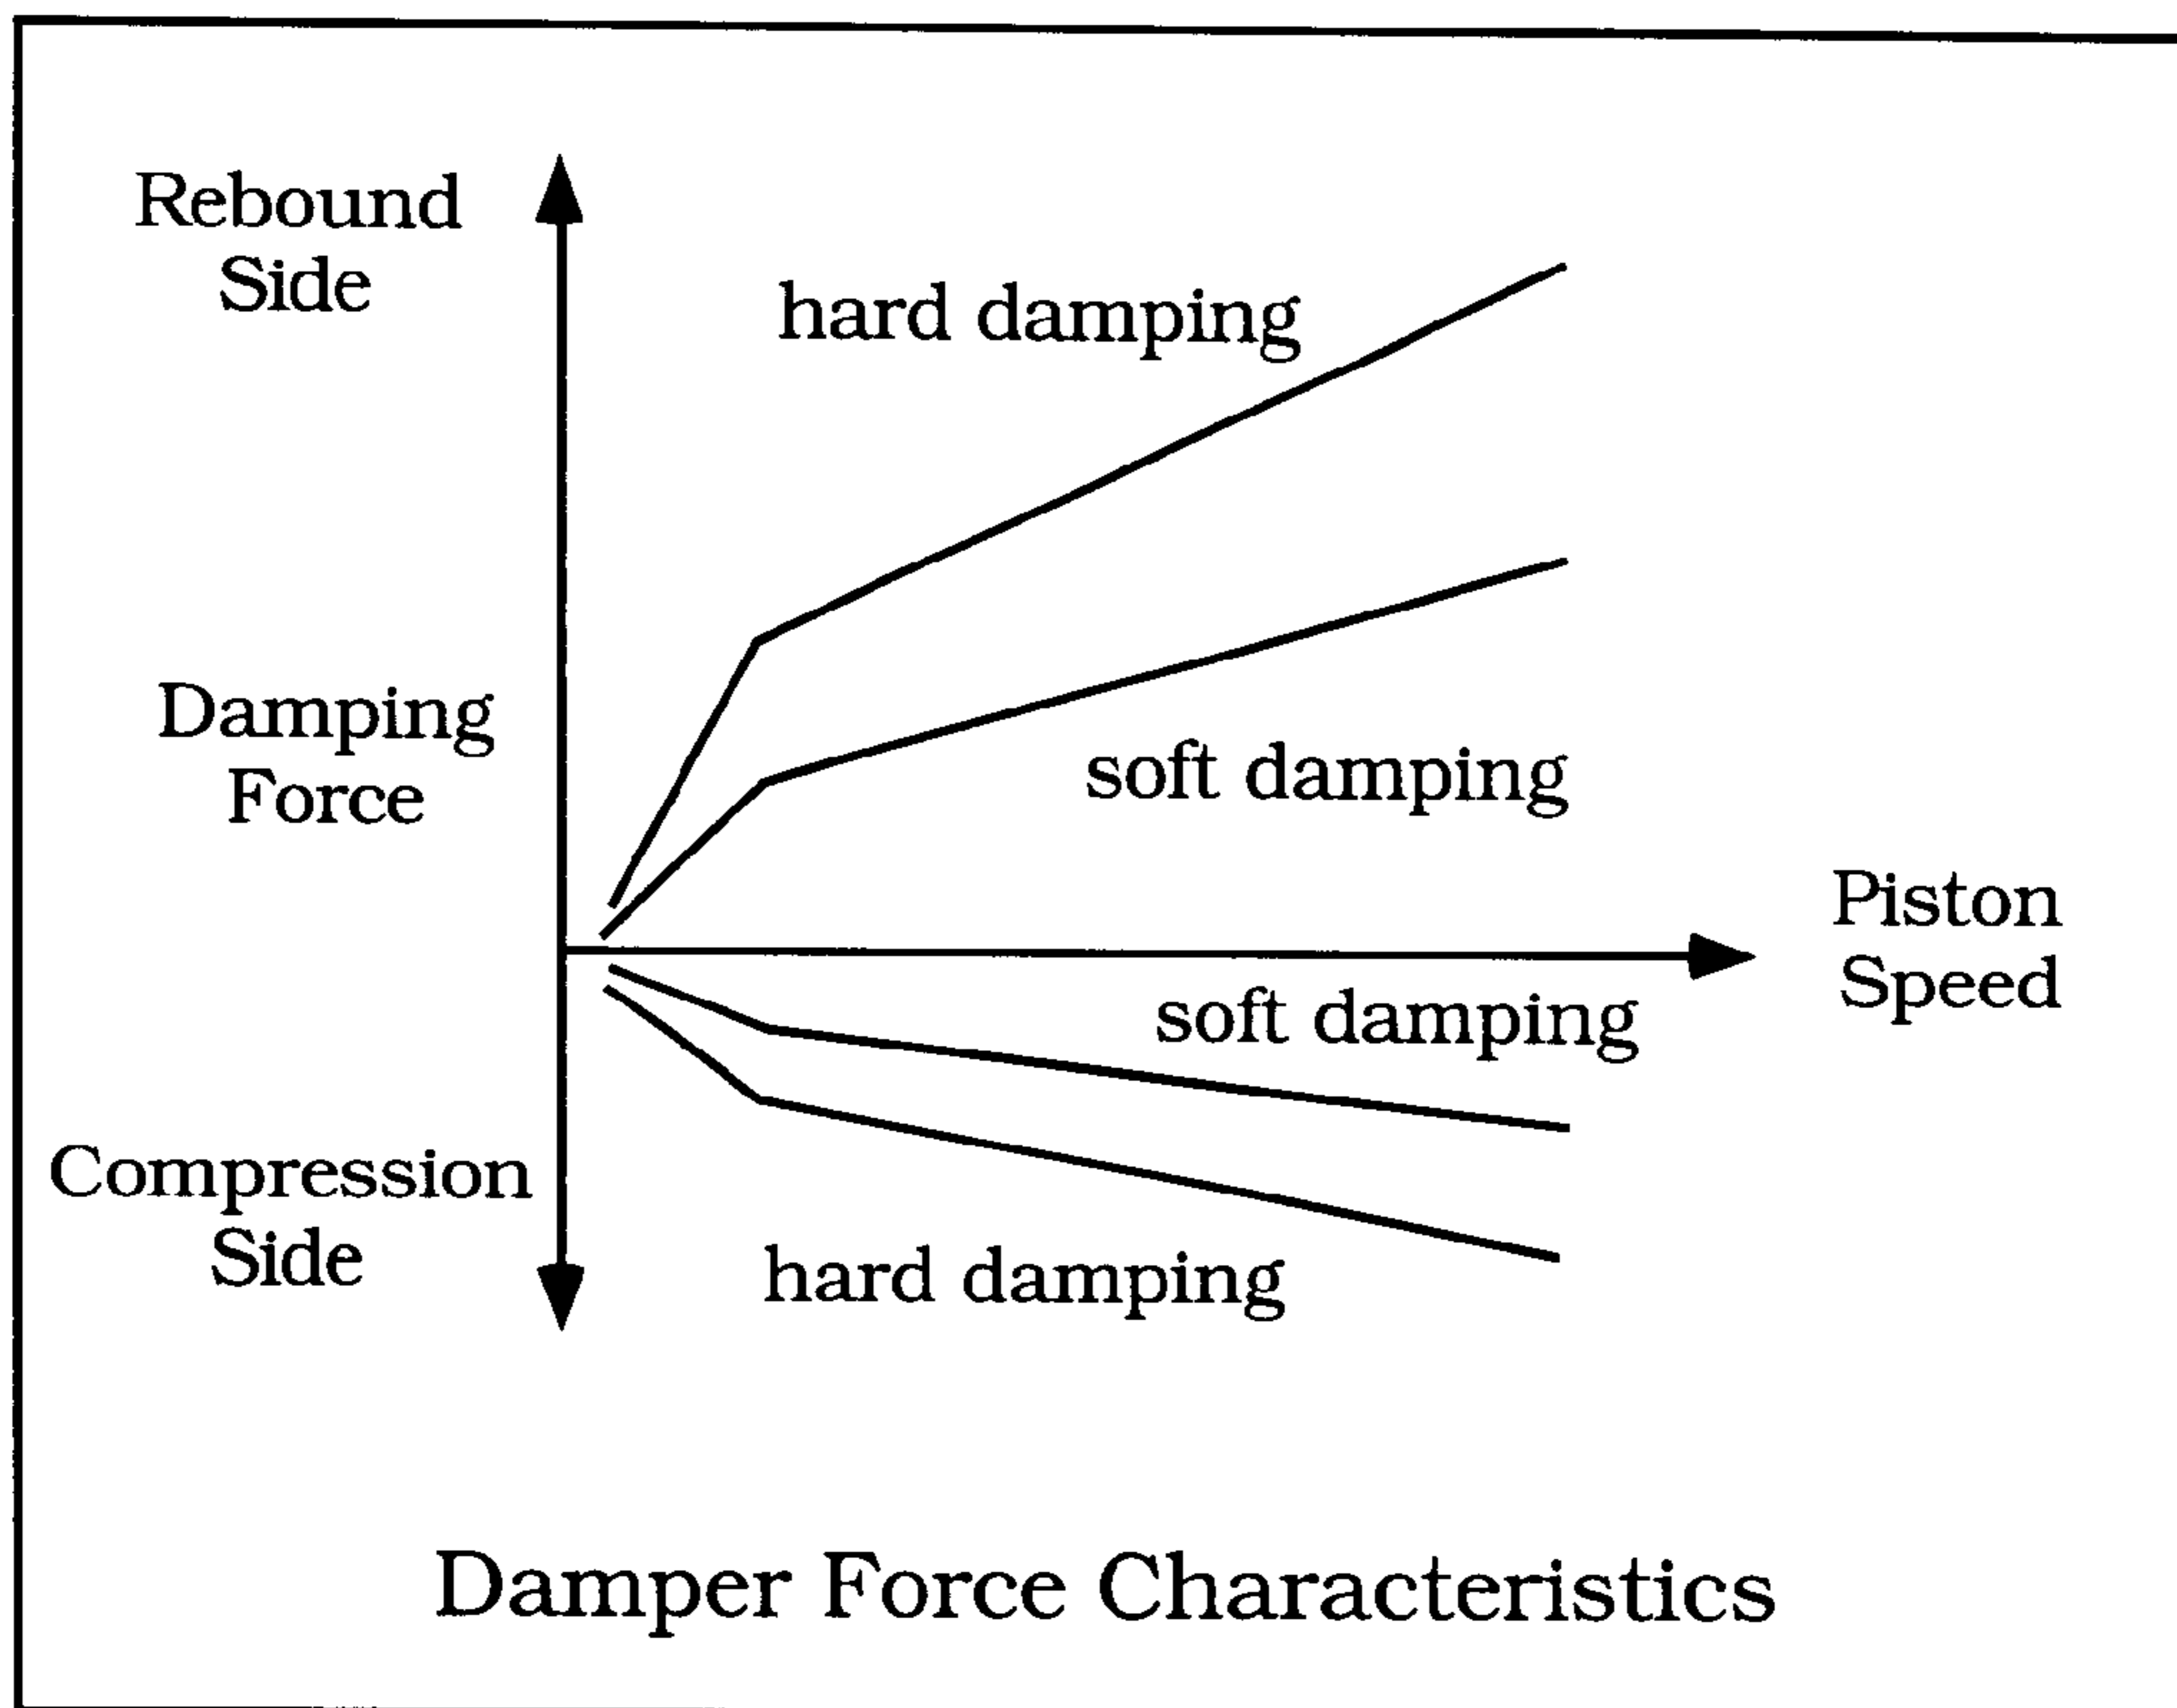 Rebound
Side
hard damping
Damping
Force
soft damping
Piston
Speed
soft damping
Compression
Side
hard damping
Damper Force Characteristics